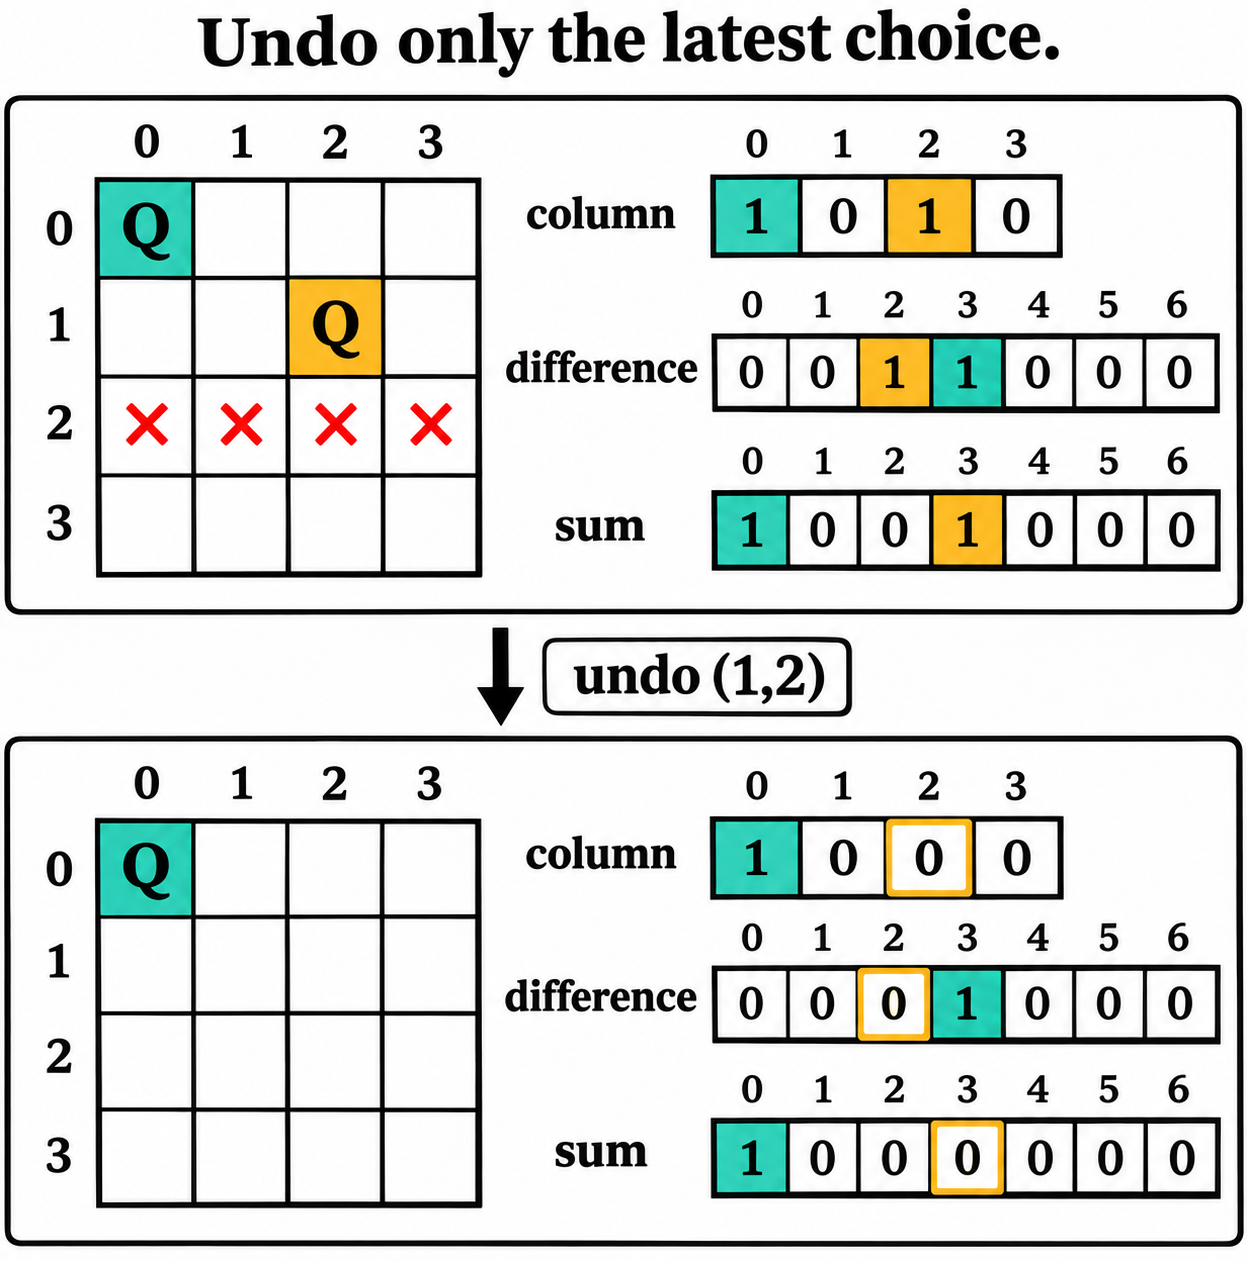 Undo only the latest choice.
0 1 2 3
0 Q
1 Q
2
3
0 1 2 3
column 1 0 1 0
0 1 2 3 4 5 6
difference 0 0 1 1 0 0 0
0 1 2 3 4 5 6
sum 1 0 0 1 0 0 0
undo (1,2)
0 1 2 3
0 Q
1
2
3
0 1 2 3
column 1 0 0 0
0 1 2 3 4 5 6
difference 0 0 0 1 0 0 0
0 1 2 3 4 5 6
sum 1 0 0 0 0 0 0